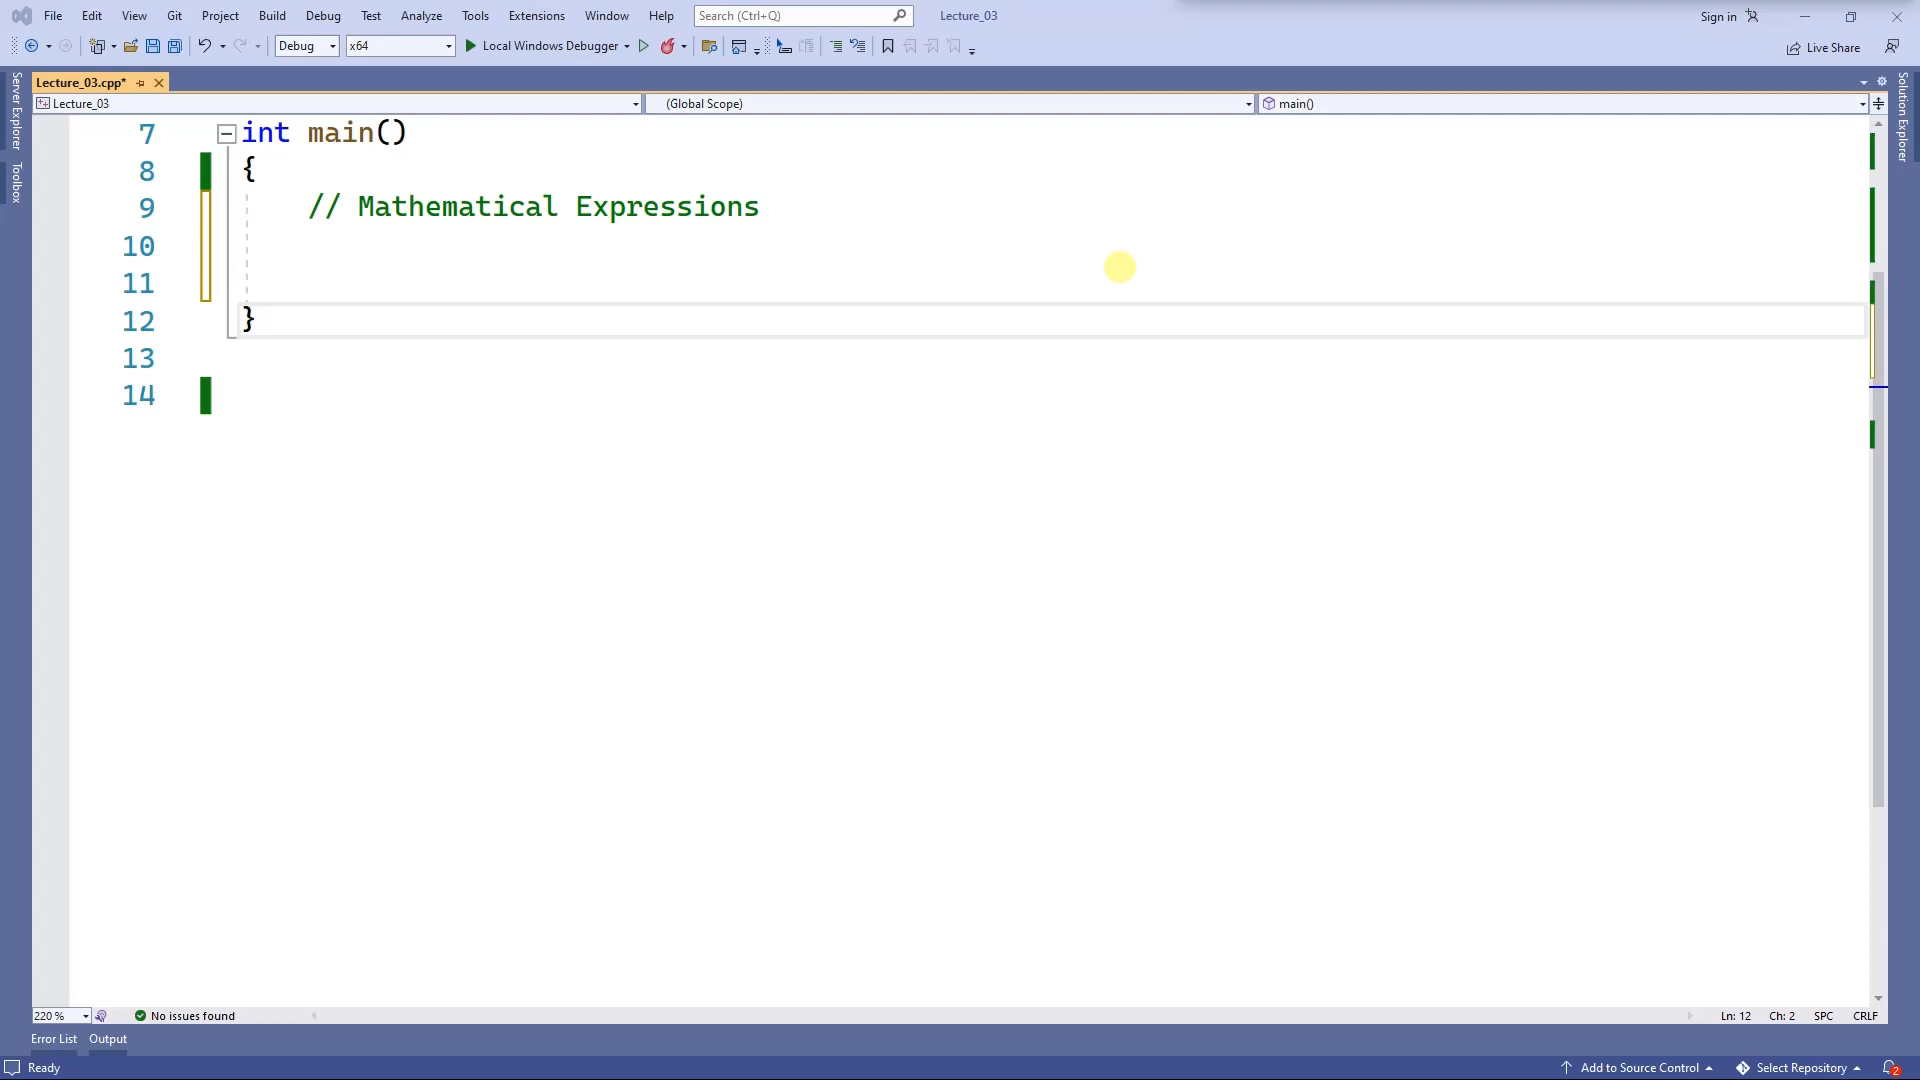 File Edit View Git Project Build Debug Test Analyze Tools Extensions Window Help Search (Ctrl+Q) Lecture_03 Sign in
Debug x64 Local Windows Debugger Live Share
Lecture_03.cpp*
Lecture_03 (Global Scope) main()
Server Explorer
Toolbox
Solution Explorer
7 int main()
8 {
9 // Mathematical Expressions
10
11
12 }
13
14
220 % No issues found Ln: 12 Ch: 2 SPC CRLF
Error List Output
Ready Add to Source Control Select Repository 2